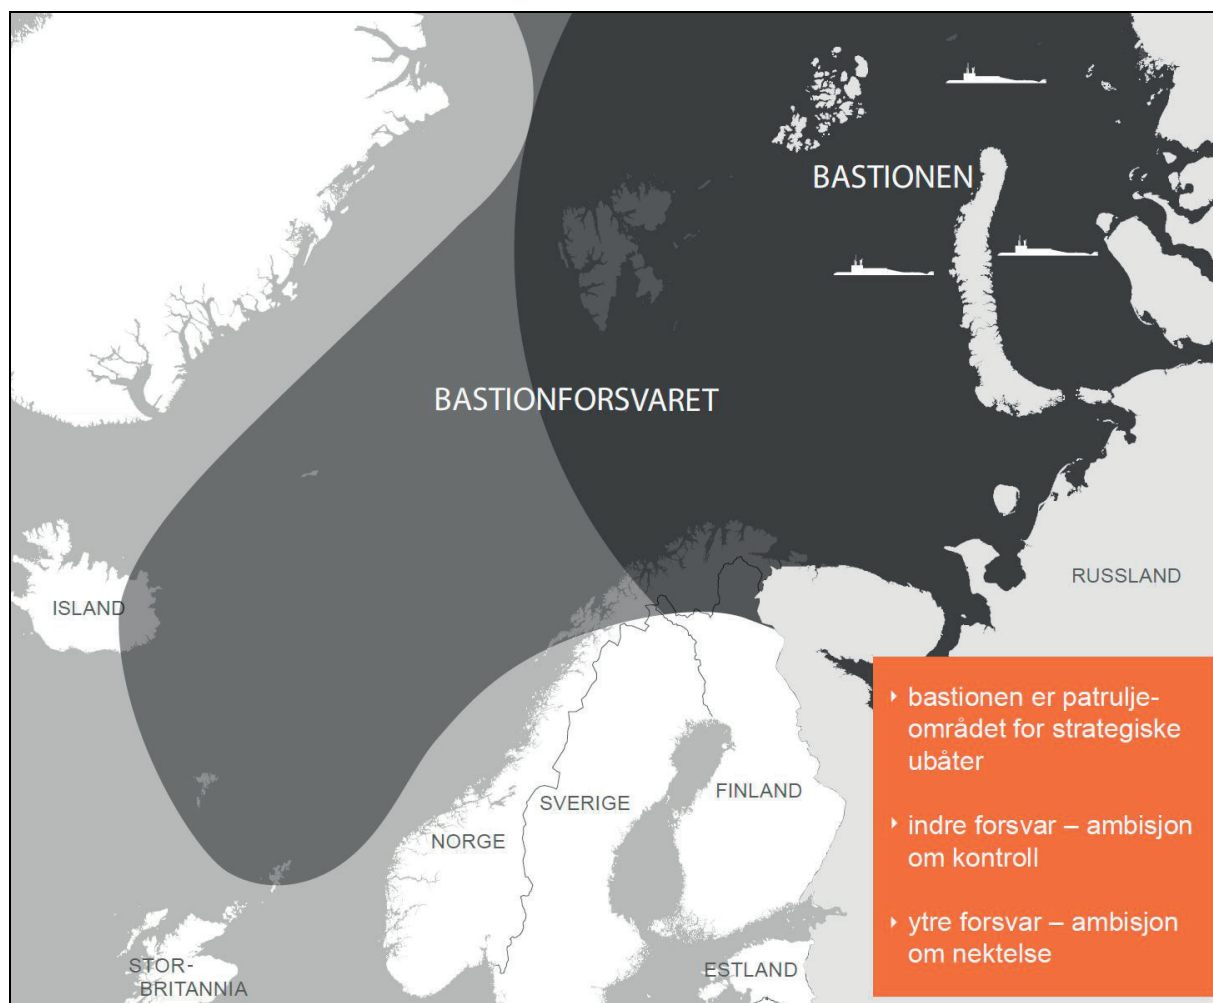 BASTIONEN
BASTIONFORSVARET
ISLAND
RUSSLAND
NORGE
SVERIGE
FINLAND
STOR-
BRITANNIA
ESTLAND
bastionen er patrulje-
området for strategiske
ubåter
indre forsvar – ambisjon
om kontroll
ytre forsvar – ambisjon
om nektelse